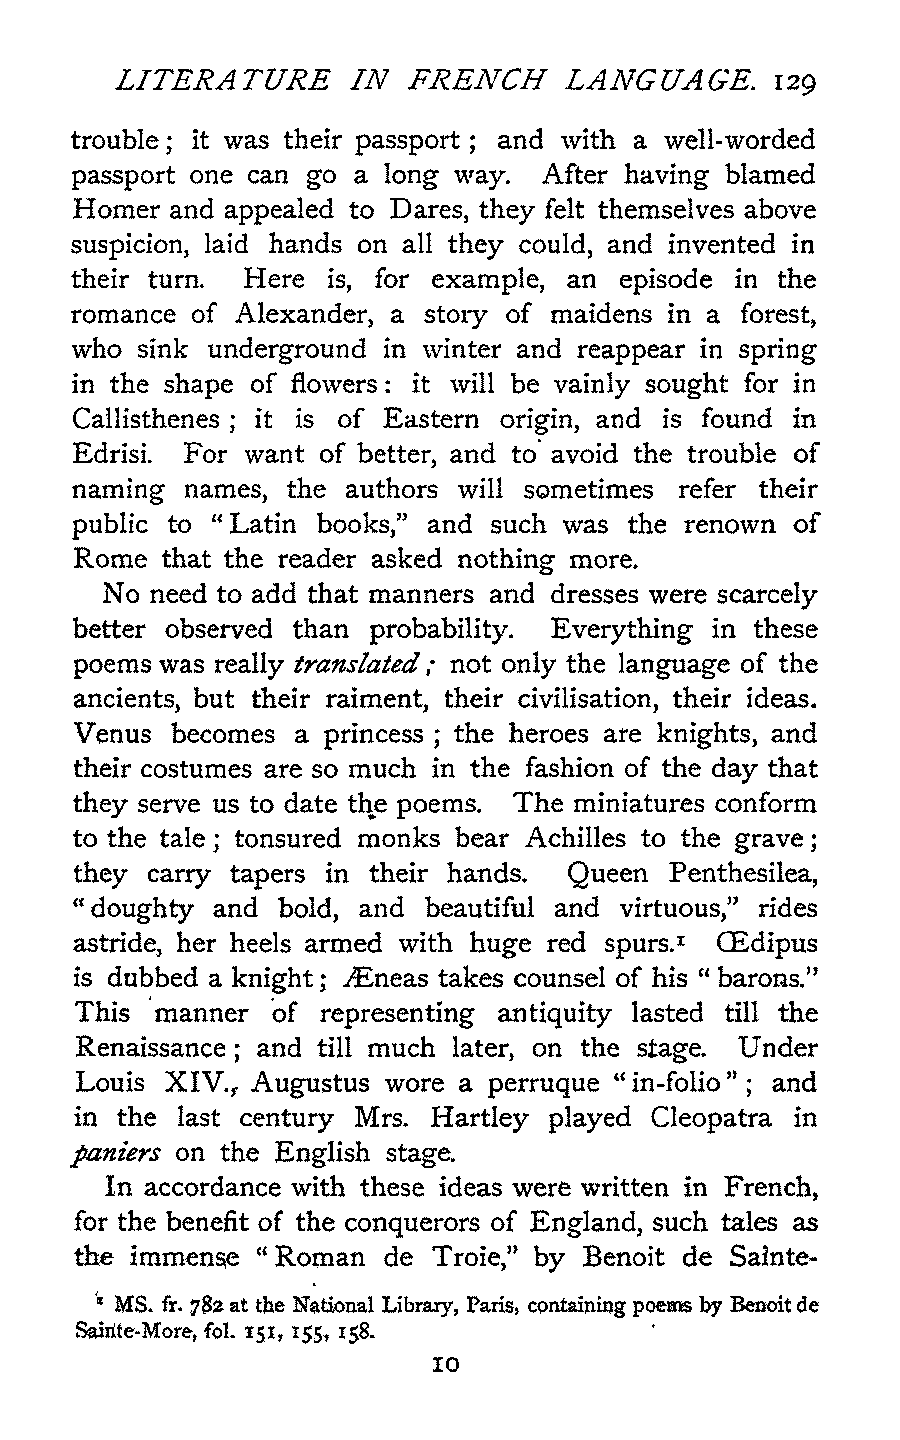 LITERATURE IN FRENCH LANGUAGE. 129
trouble; it was their passport; and with a well-worded
passport one can go a long way. After having blamed
Homer and appealed to Dares, they felt themselves above
suspicion, laid hands on all they could, and invented in
their turn. Here is, for example, an episode in the
romance of Alexander, a story of maidens in a forest,
who sink underground in winter and reappear in spring
in the shape of flowers: it will be vainly sought for in
Callisthenes; it is of Eastern origin, and is found in
Edrisi. For want of better, and to avoid the trouble of
naming names, the authors will sometimes refer their
public to "Latin books," and such was the renown of
Rome that the reader asked nothing more.
No need to add that manners and dresses were scarcely
better observed than probability. Everything in these
poems was really translated; not only the language of the
ancients, but their raiment, their civilisation, their ideas.
Venus becomes a princess; the heroes are knights, and
their costumes are so much in the fashion of the day that
they serve us to date the poems. The miniatures conform
to the tale; tonsured monks bear Achilles to the grave;
they carry tapers in their hands. Queen Penthesilea,
"doughty and bold, and beautiful and virtuous," rides
astride, her heels armed with huge red spurs.¹ Œdipus
is dubbed a knight; Æneas takes counsel of his "barons."
This manner of representing antiquity lasted till the
Renaissance; and till much later, on the stage. Under
Louis XIV., Augustus wore a perruque "in-folio"; and
in the last century Mrs. Hartley played Cleopatra in
paniers on the English stage.
In accordance with these ideas were written in French,
for the benefit of the conquerors of England, such tales as
the immense "Roman de Troie," by Benoit de Sainte-
¹ MS. fr. 782 at the National Library, Paris, containing poems by Benoit de
Sainte-More, fol. 151, 155, 158.
10